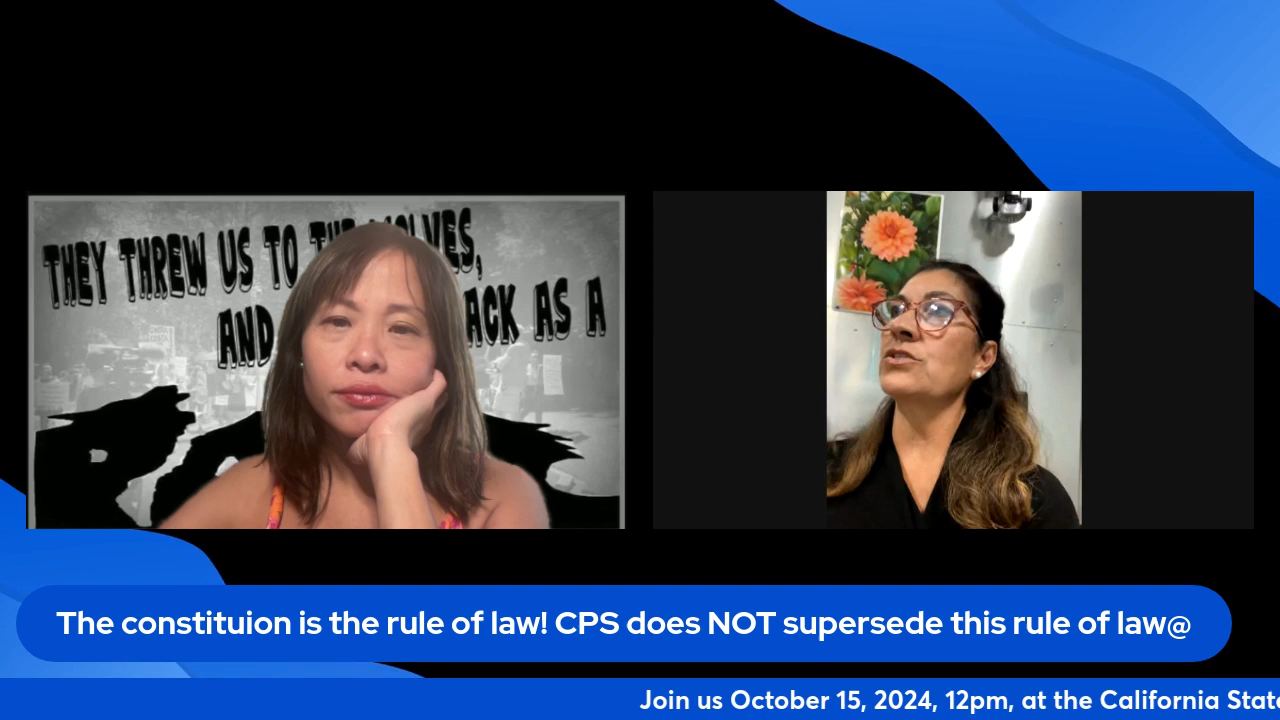 THEY THREW US TO THE WOLVES,
AND ACK AS A
The constituion is the rule of law! CPS does NOT supersede this rule of law@
Join us October 15, 2024, 12pm, at the California State